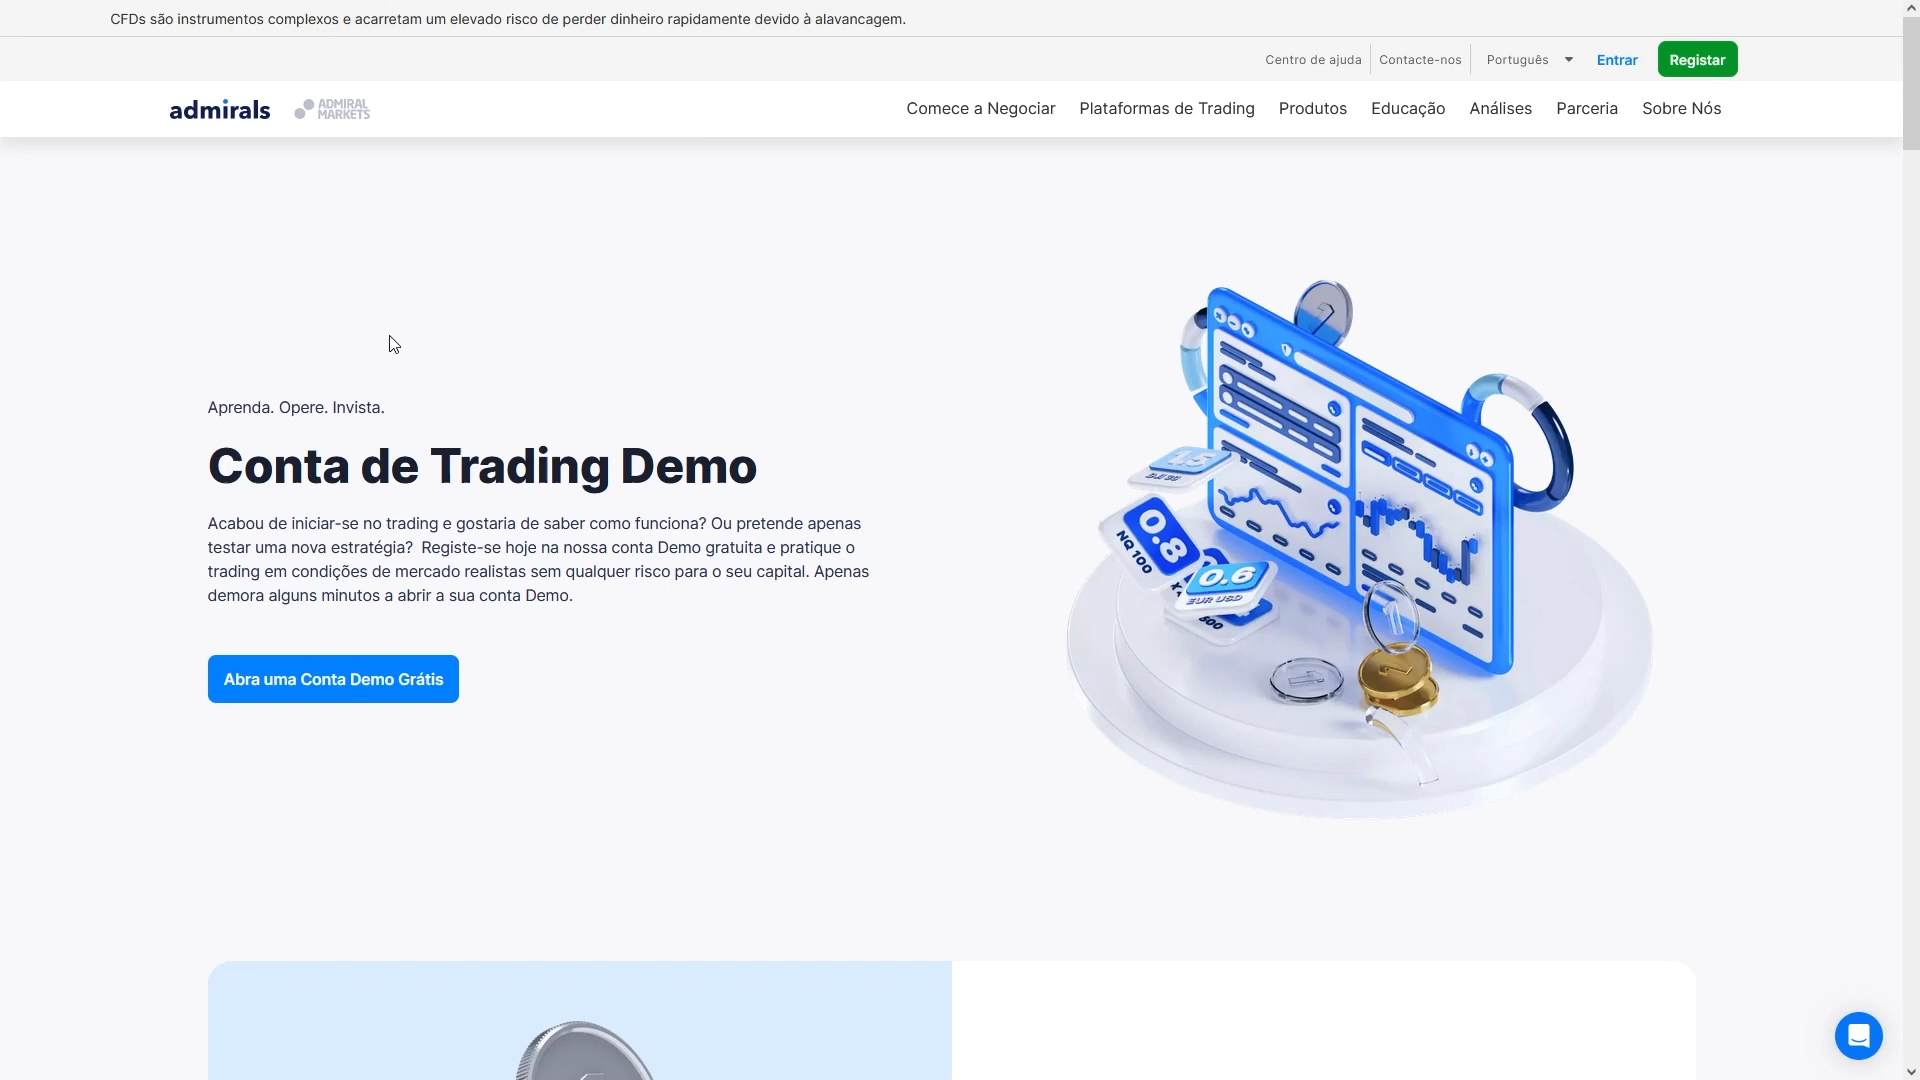 CFDs são instrumentos complexos e acarretam um elevado risco de perder dinheiro rapidamente devido à alavancagem.
Centro de ajuda
Contacte-nos
Português
Entrar
Registar
admirals
ADMIRAL
MARKETS
Comece a Negociar
Plataformas de Trading
Produtos
Educação
Análises
Parceria
Sobre Nós
Aprenda. Opere. Invista.
Conta de Trading Demo
Acabou de iniciar-se no trading e gostaria de saber como funciona? Ou pretende apenas
testar uma nova estratégia?  Registe-se hoje na nossa conta Demo gratuita e pratique o
trading em condições de mercado realistas sem qualquer risco para o seu capital. Apenas
demora alguns minutos a abrir a sua conta Demo.
Abra uma Conta Demo Grátis
1.5
0.8
NQ 100
0.6
EUR USD
500